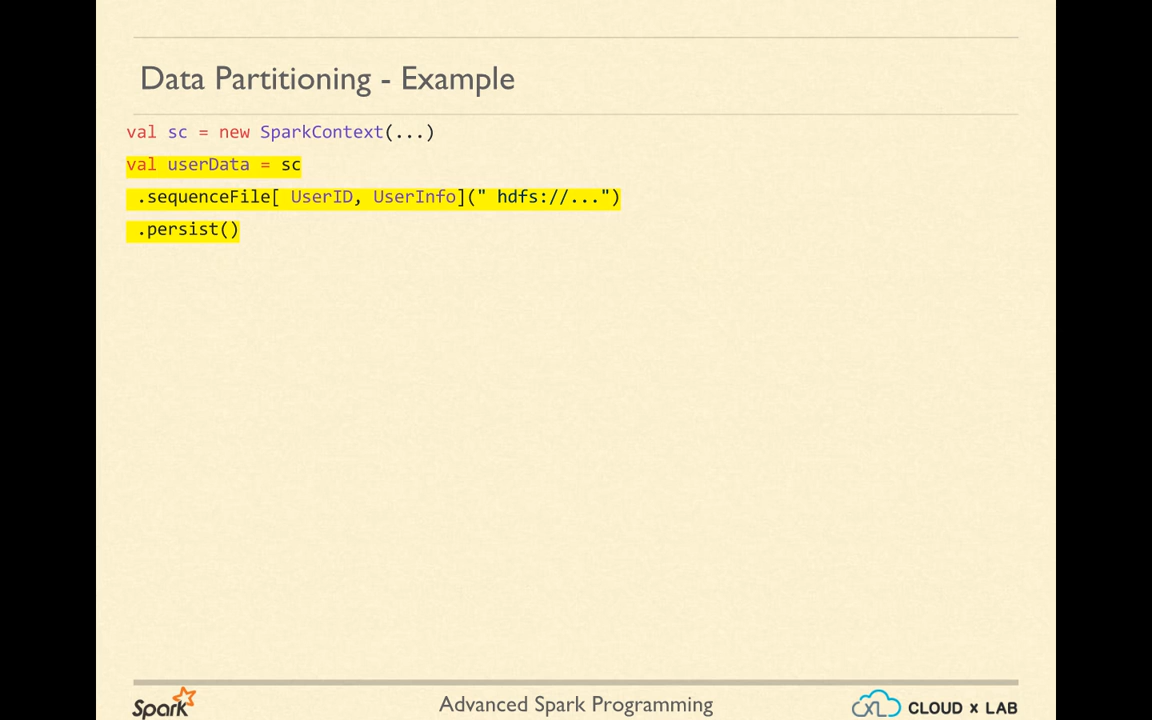 Data Partitioning - Example
val sc = new SparkContext(...)
val userData = sc
.sequenceFile[ UserID, UserInfo](" hdfs://...")
.persist()
Spark
Advanced Spark Programming
CXL CLOUD x LAB